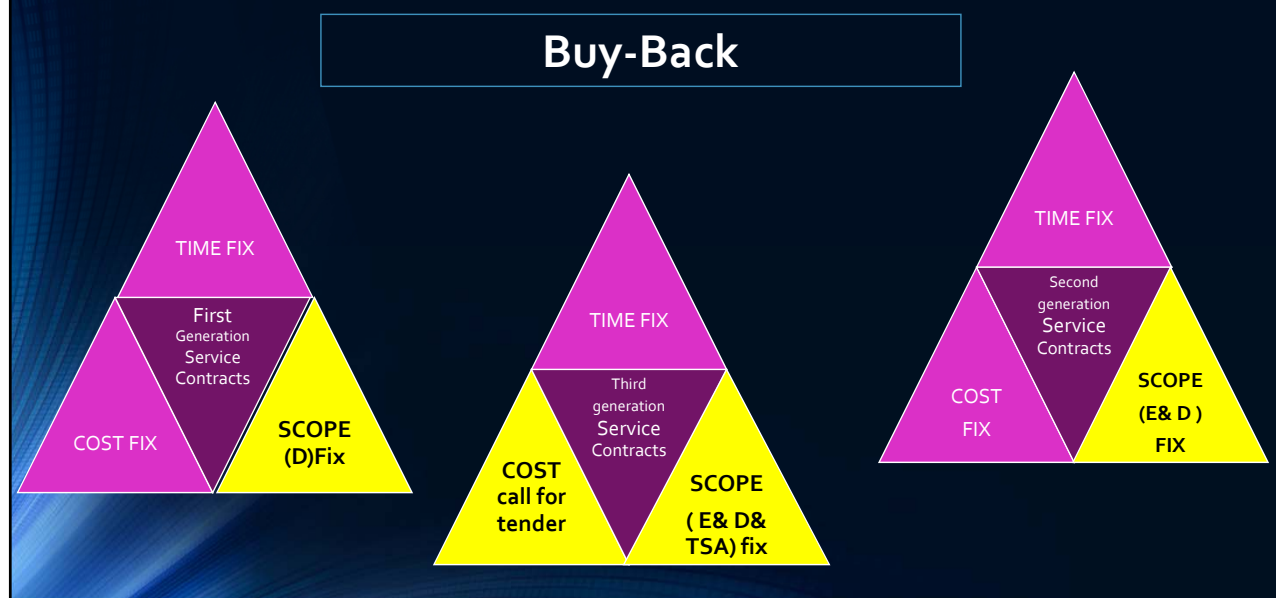 Buy-Back
TIME FIX
First
Generation
Service
Contracts
COST FIX
SCOPE
(D)Fix
TIME FIX
Third
generation
Service
Contracts
COST
call for
tender
SCOPE
( E& D&
TSA) fix
TIME FIX
Second
generation
Service
Contracts
COST
FIX
SCOPE
(E& D )
FIX